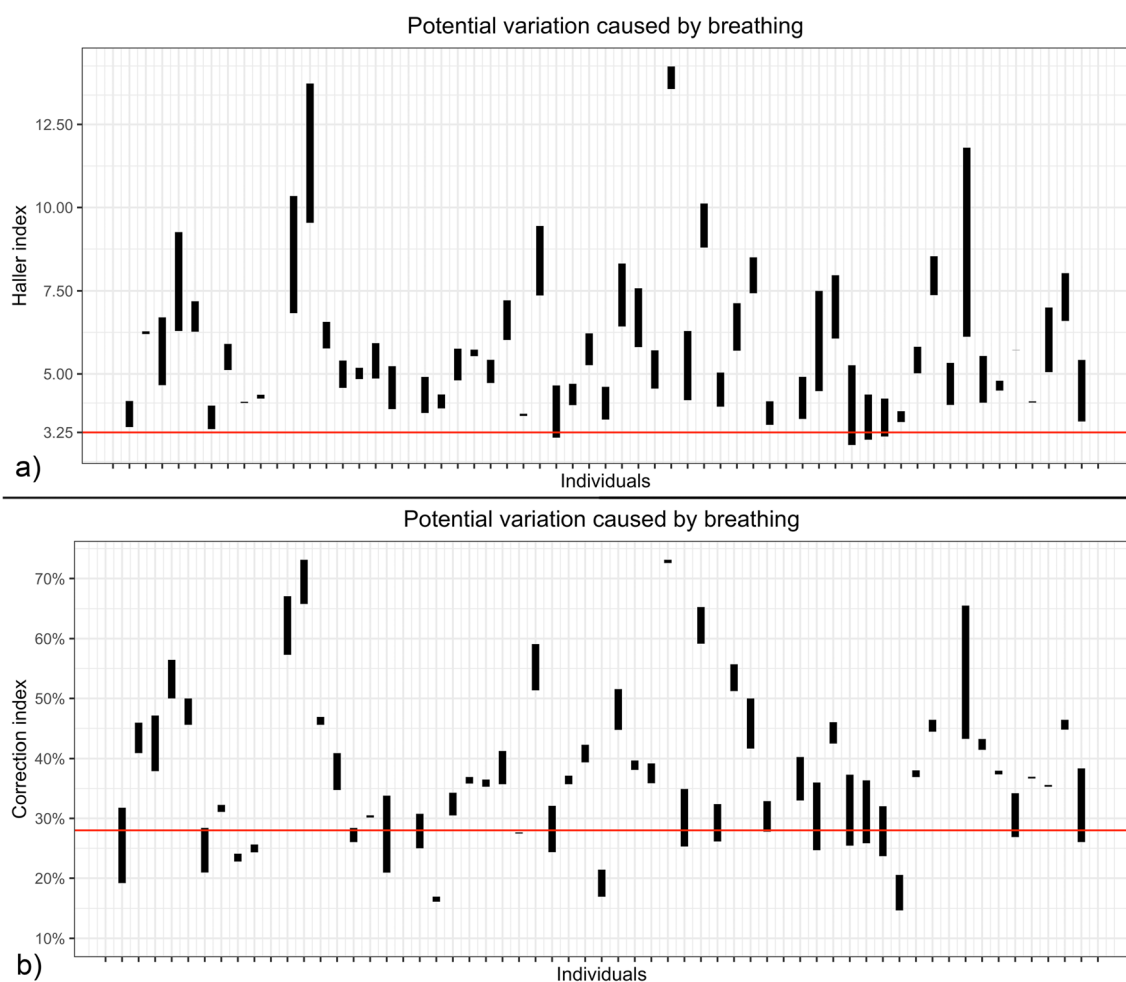 Potential variation caused by breathing
12.50
10.00
7.50
5.00
3.25
Haller index
Individuals
a)
Potential variation caused by breathing
70%
60%
50%
40%
30%
20%
10%
Correction index
Individuals
b)